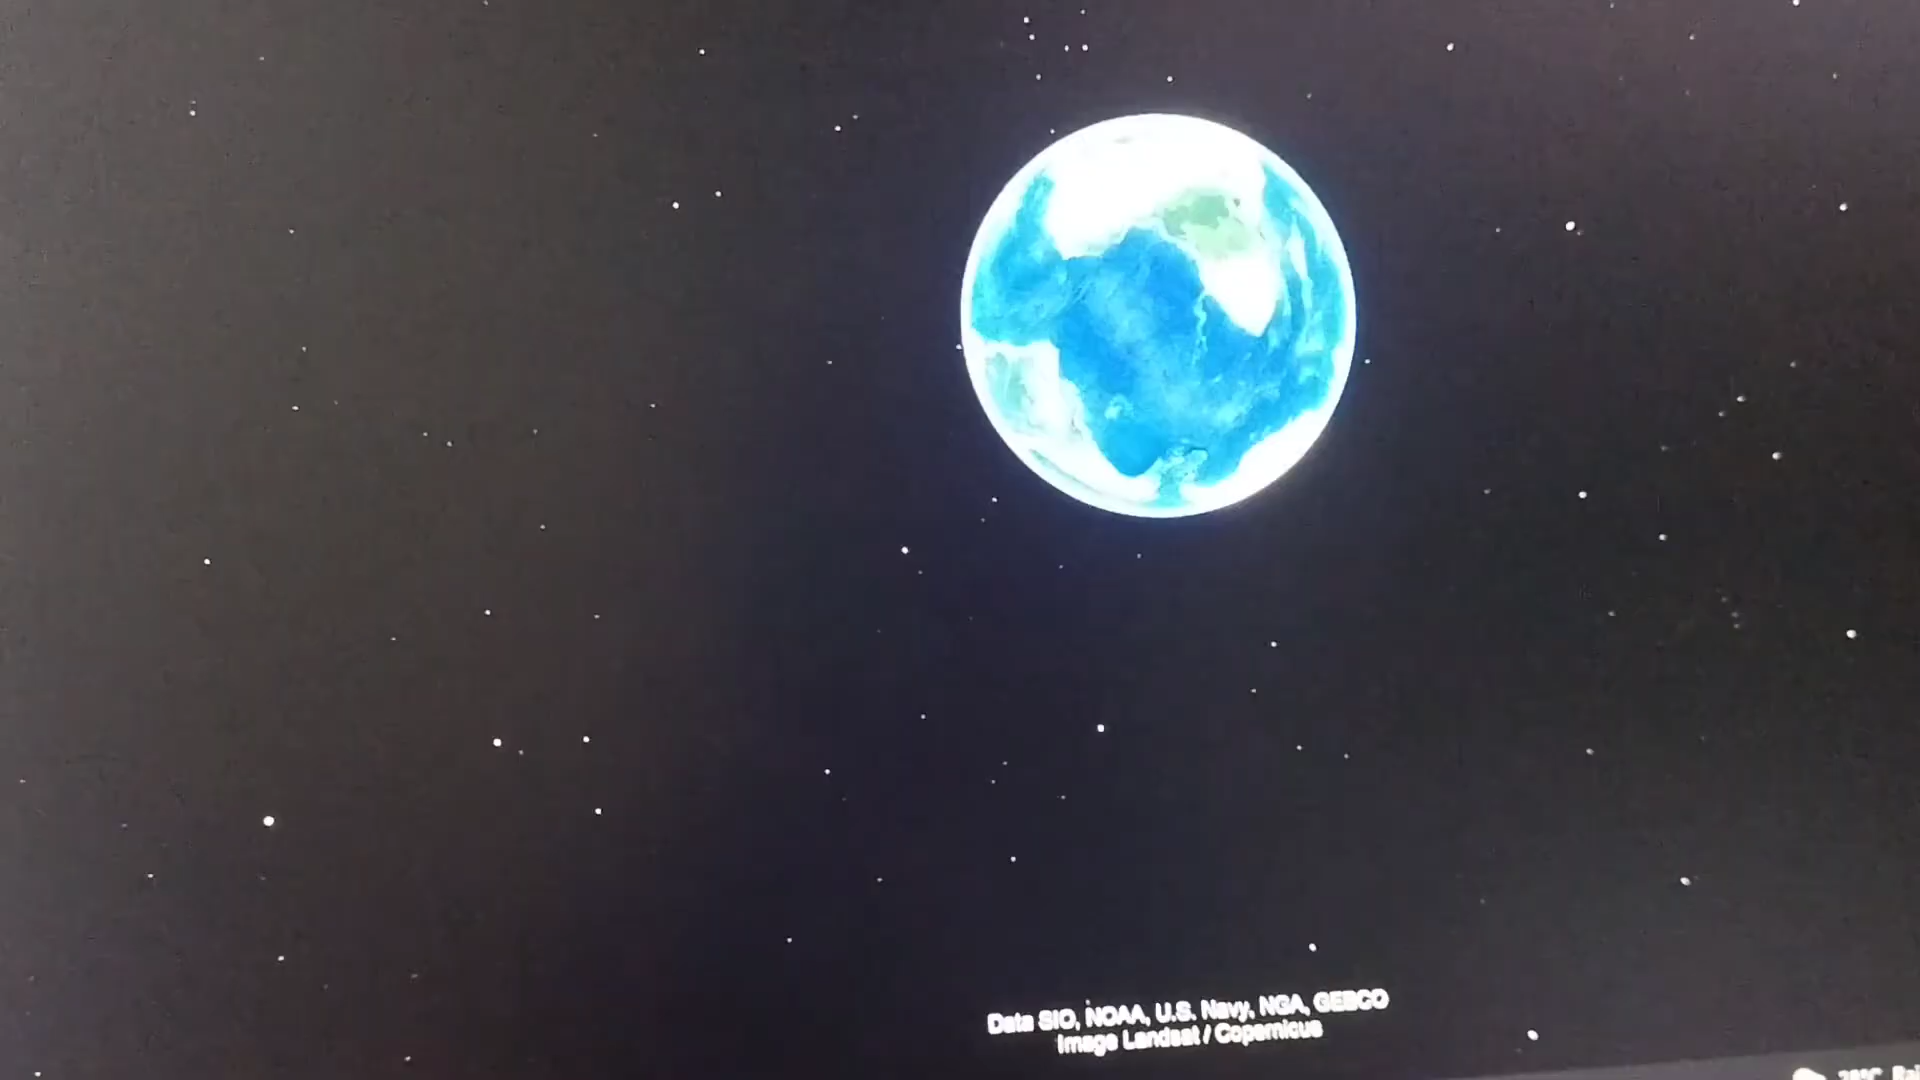 Data SIO, NOAA, U.S. Navy, NGA, GEBCO
Image Landsat / Copernicus